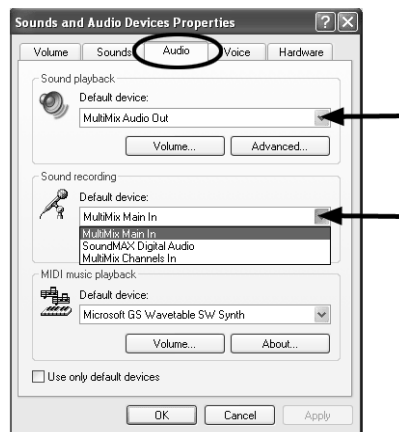 Sounds and Audio Devices Properties
Volume Sounds Audio Voice Hardware
Sound playback
Default device:
MultiMix Audio Out
Volume... Advanced...
Sound recording
Default device:
MultiMix Main In
MultiMix Main In
SoundMAX Digital Audio
MultiMix Channels In
MIDI music playback
Default device:
Microsoft GS Wavetable SW Synth
Volume... About...
Use only default devices
OK Cancel Apply